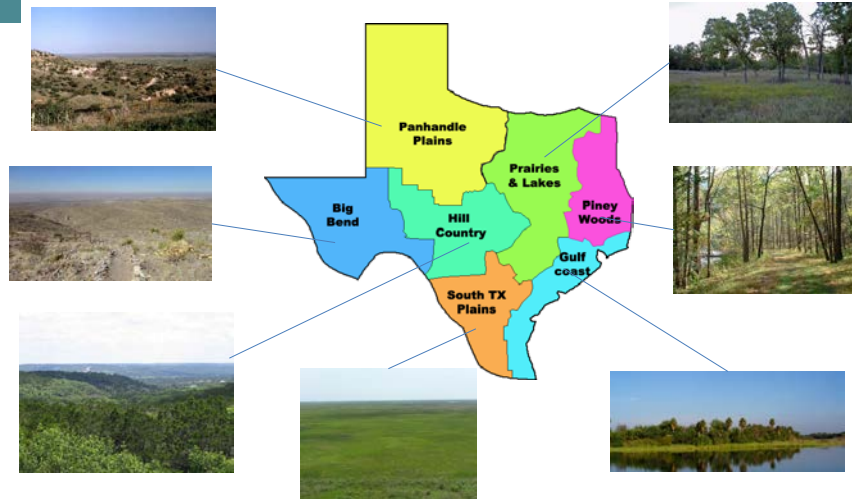 Panhandle
Plains
Prairies
& Lakes
Piney
Woods
Big
Bend
Hill
Country
Gulf
coast
South TX
Plains